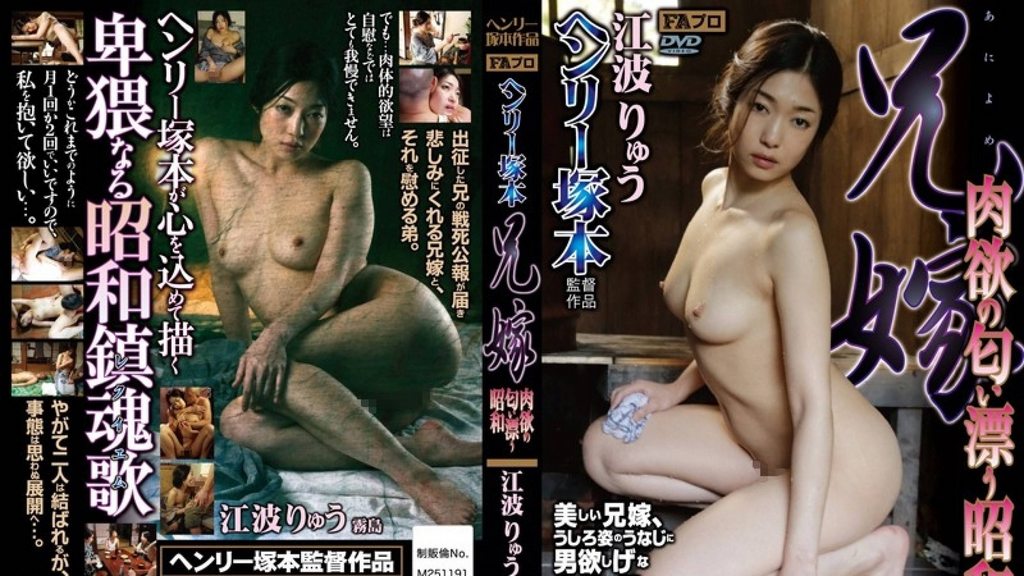 ヘンリー塚本が心を込めて描く
卑猥なる昭和鎮魂歌
レクイエム
どうかこれまでのように
月1回か2回でいいですので、
私を抱いて欲しい…。
でも…肉体的欲望は
自慰ならでは
とても我慢できません。
出征した兄の戦死公報が届き
悲しみにくれる兄嫁と、
それを慰める弟。
やがて二人は結ばれるが、
事態は思わぬ展開へ…。
江波りゅう 霧島
ヘンリー塚本監督作品
制販倫No.
M251191
ヘンリー
塚本作品
FAプロ
ヘンリー塚本
兄嫁
肉欲の匂い漂う
昭和
江波りゅう
FAプロ
DVD
VIDEO
江波りゅう
ヘンリー塚本
監督
作品
あによめ
兄嫁
肉欲の匂い漂う昭和
美しい兄嫁、
うしろ姿のうなじに
男欲しげな